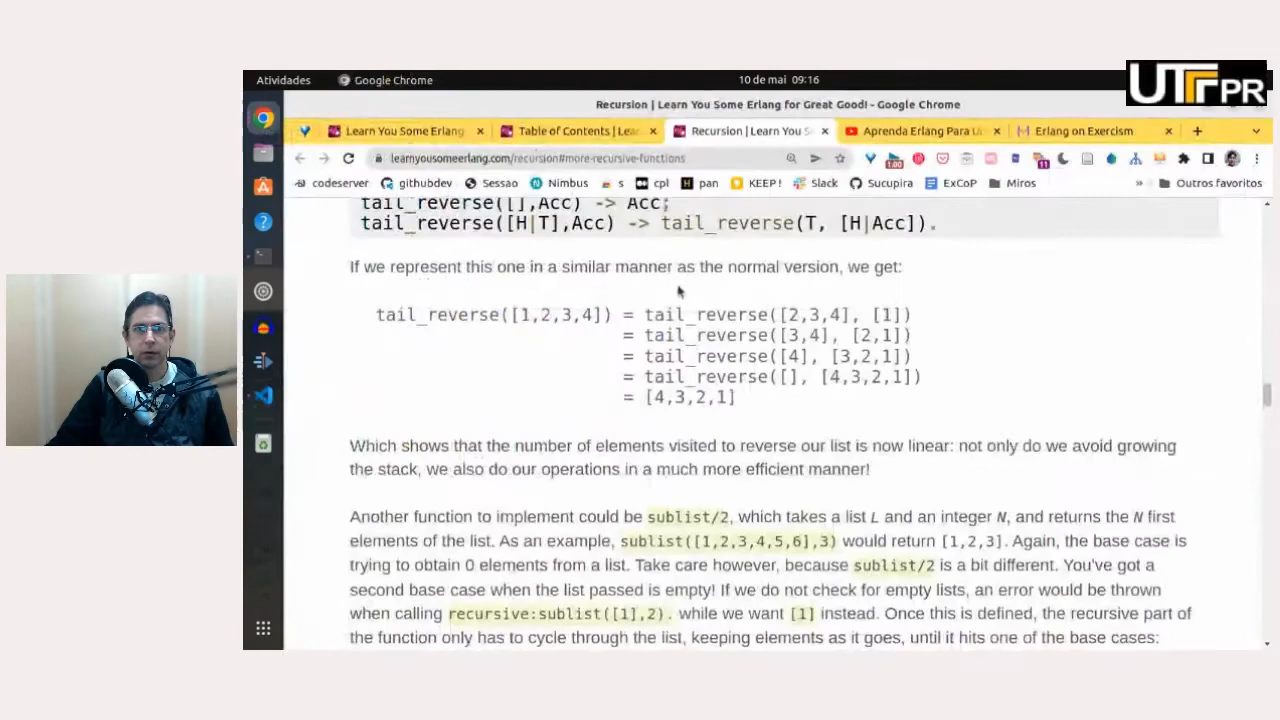 Atividades
Google Chrome
10 de mai 09:16
UTFPR
Recursion | Learn You Some Erlang for Great Good! - Google Chrome
Learn You Some Erlang
Table of Contents | Lea
Recursion | Learn You S
Aprenda Erlang Para U
Erlang on Exercism
learnyousomeerlang.com/recursion#more-recursive-functions
1.00
11
codeserver
githubdev
Sessao
Nimbus
s
cpl
pan
KEEP !
Slack
Sucupira
ExCoP
Miros
»
Outros favoritos
tail_reverse([],Acc) -> Acc;
tail_reverse([H|T],Acc) -> tail_reverse(T, [H|Acc]).
If we represent this one in a similar manner as the normal version, we get:
tail_reverse([1,2,3,4]) = tail_reverse([2,3,4], [1])
= tail_reverse([3,4], [2,1])
= tail_reverse([4], [3,2,1])
= tail_reverse([], [4,3,2,1])
= [4,3,2,1]
Which shows that the number of elements visited to reverse our list is now linear: not only do we avoid growing
the stack, we also do our operations in a much more efficient manner!
Another function to implement could be sublist/2, which takes a list L and an integer N, and returns the N first
elements of the list. As an example, sublist([1,2,3,4,5,6],3) would return [1,2,3]. Again, the base case is
trying to obtain 0 elements from a list. Take care however, because sublist/2 is a bit different. You've got a
second base case when the list passed is empty! If we do not check for empty lists, an error would be thrown
when calling recursive:sublist([1],2). while we want [1] instead. Once this is defined, the recursive part of
the function only has to cycle through the list, keeping elements as it goes, until it hits one of the base cases: